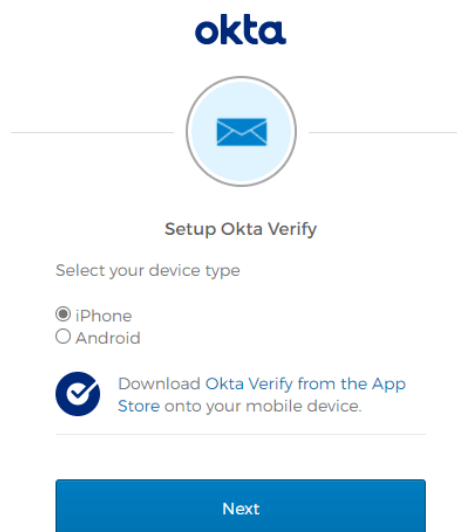 okta
Setup Okta Verify
Select your device type
iPhone
Android
Download Okta Verify from the App
Store onto your mobile device.
Next